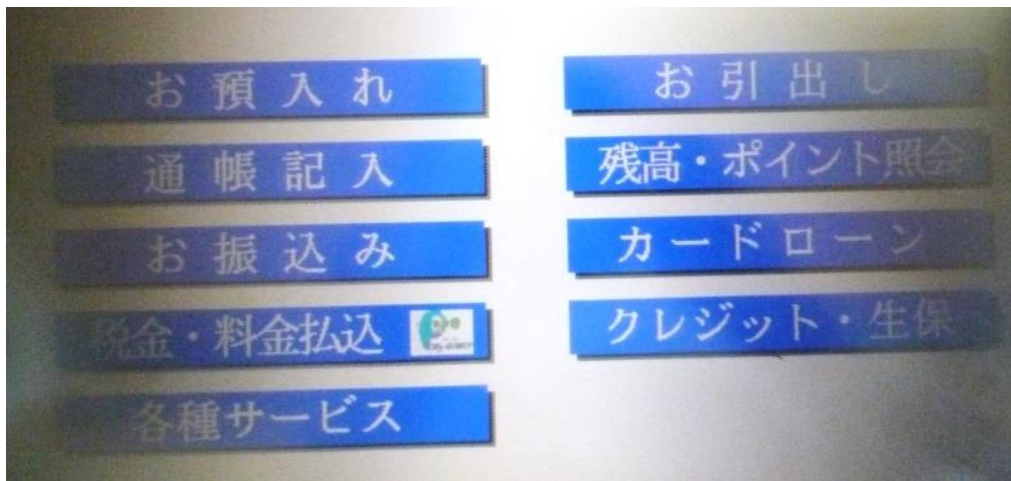 お預入れ
お引出し
通帳記入
残高・ポイント照会
お振込み
カードローン
税金・料金払込
クレジット・生保
各種サービス